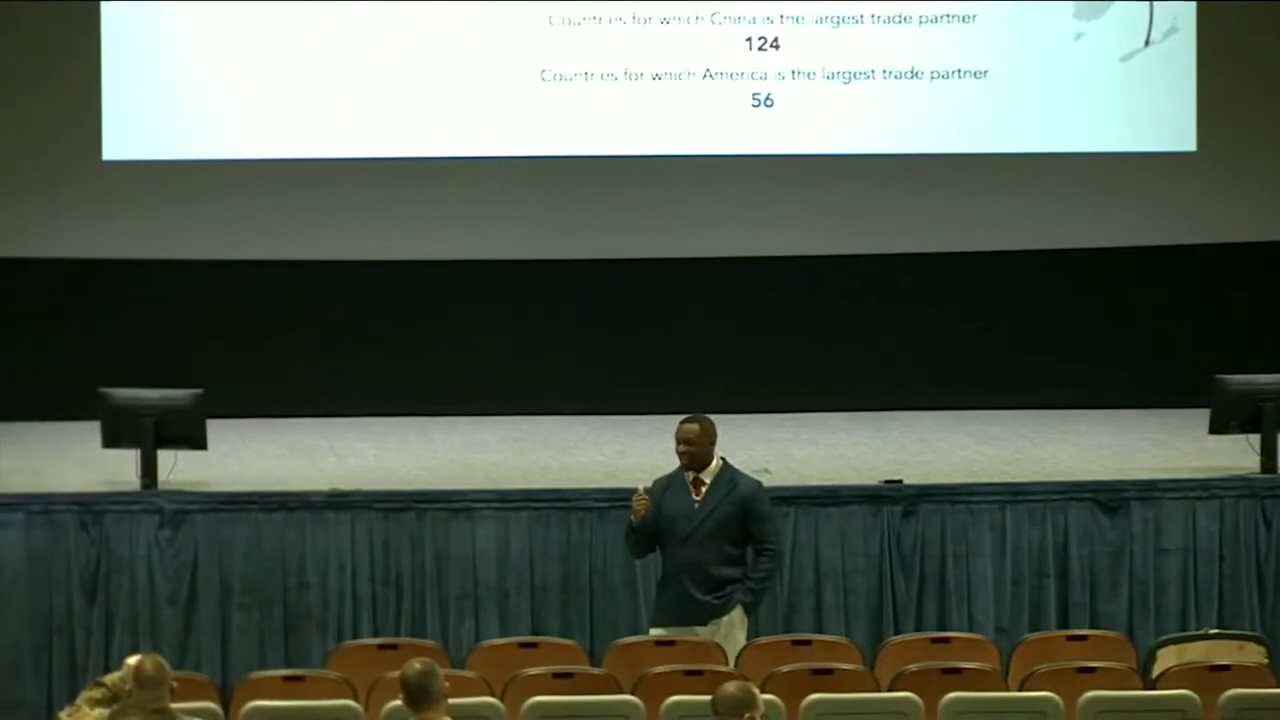 Countries for which China is the largest trade partner
124
Countries for which America is the largest trade partner
56